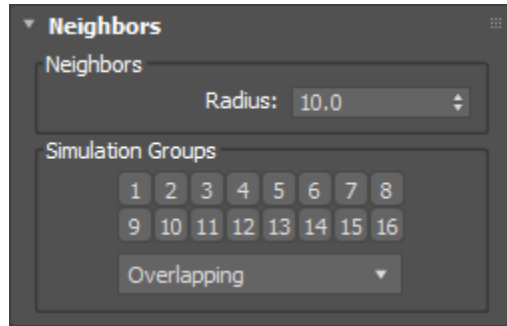 Neighbors
Neighbors
Radius: 10.0
Simulation Groups
1 2 3 4 5 6 7 8
9 10 11 12 13 14 15 16
Overlapping